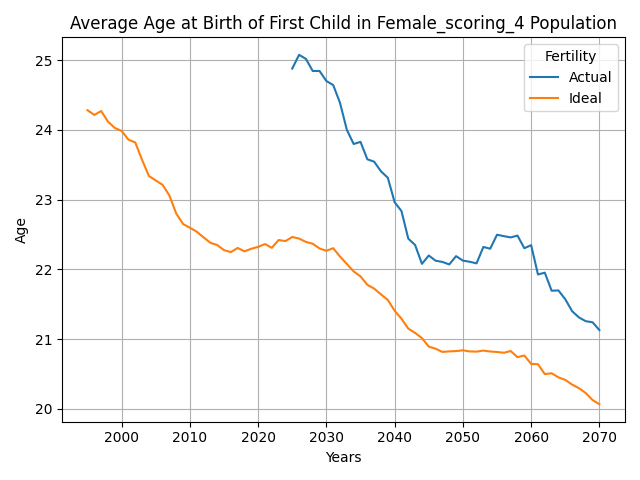 Average Age at Birth of First Child in Female_scoring_4 Population
Fertility
Actual
Ideal
Age
25
24
23
22
21
20
2000 2010 2020 2030 2040 2050 2060 2070
Years